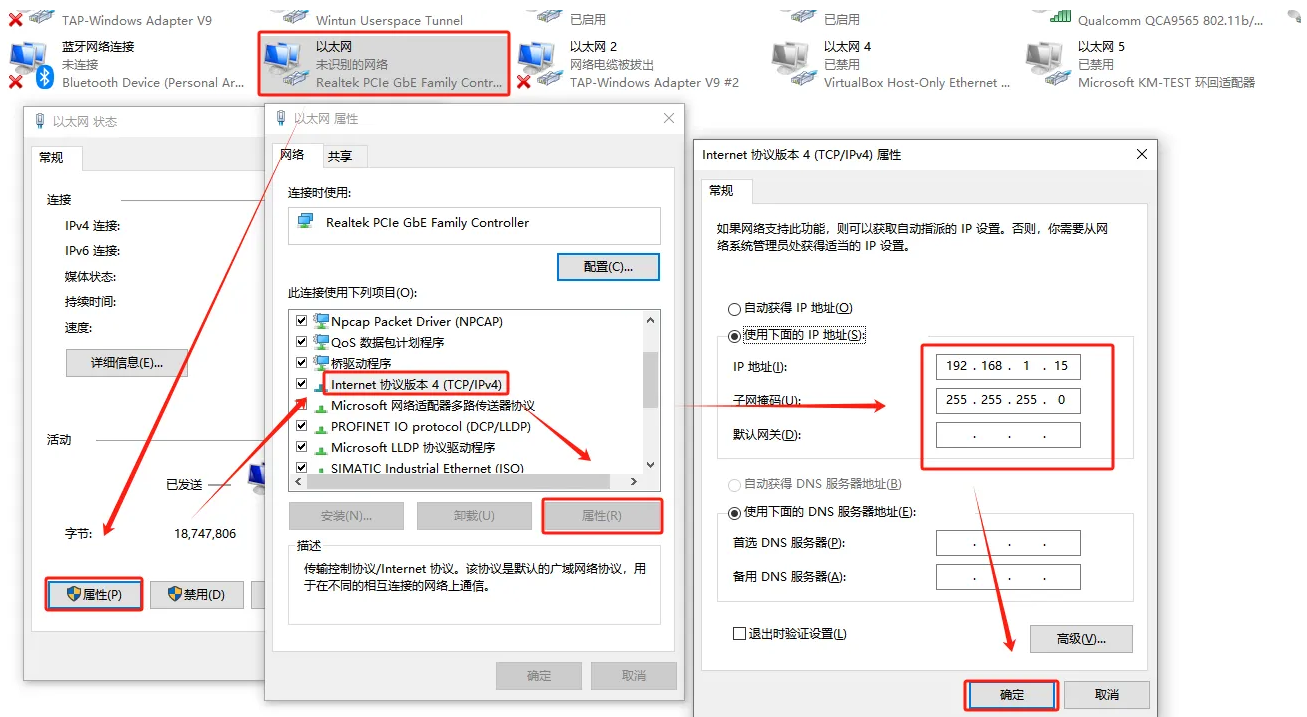 TAP-Windows Adapter V9
Wintun Userspace Tunnel
已启用
已启用
Qualcomm QCA9565 802.11b/...
蓝牙网络连接
未连接
Bluetooth Device (Personal Ar...
以太网
未识别的网络
Realtek PCIe GbE Family Contr...
以太网 2
网络电缆被拔出
TAP-Windows Adapter V9 #2
以太网 4
已禁用
VirtualBox Host-Only Ethernet ...
以太网 5
已禁用
Microsoft KM-TEST 环回适配器
以太网 状态
常规
连接
IPv4 连接:
IPv6 连接:
媒体状态:
持续时间:
速度:
详细信息(E)...
活动
已发送
字节:
18,747,806
属性(P)
禁用(D)
以太网 属性
网络
共享
连接时使用:
Realtek PCIe GbE Family Controller
配置(C)...
此连接使用下列项目(O):
Npcap Packet Driver (NPCAP)
QoS 数据包计划程序
桥驱动程序
Internet 协议版本 4 (TCP/IPv4)
Microsoft 网络适配器多路传送器协议
PROFINET IO protocol (DCP/LLDP)
Microsoft LLDP 协议驱动程序
SIMATIC Industrial Ethernet (ISO)
安装(N)...
卸载(U)
属性(R)
描述
传输控制协议/Internet 协议。该协议是默认的广域网络协议，用
于在不同的相互连接的网络上通信。
确定
取消
Internet 协议版本 4 (TCP/IPv4) 属性
常规
如果网络支持此功能，则可以获取自动指派的 IP 设置。否则，你需要从网
络系统管理员处获得适当的 IP 设置。
自动获得 IP 地址(O)
使用下面的 IP 地址(S):
IP 地址(I):
192 . 168 . 1 . 15
子网掩码(U):
255 . 255 . 255 . 0
默认网关(D):
. . .
自动获得 DNS 服务器地址(B)
使用下面的 DNS 服务器地址(E):
首选 DNS 服务器(P):
. . .
备用 DNS 服务器(A):
. . .
退出时验证设置(L)
高级(V)...
确定
取消